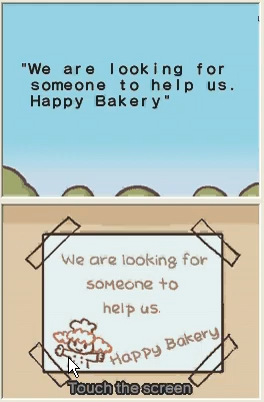 "We are looking for
someone to help us.
Happy Bakery"
We are looking for
someone to
help us.
Happy Bakery
Touch the screen